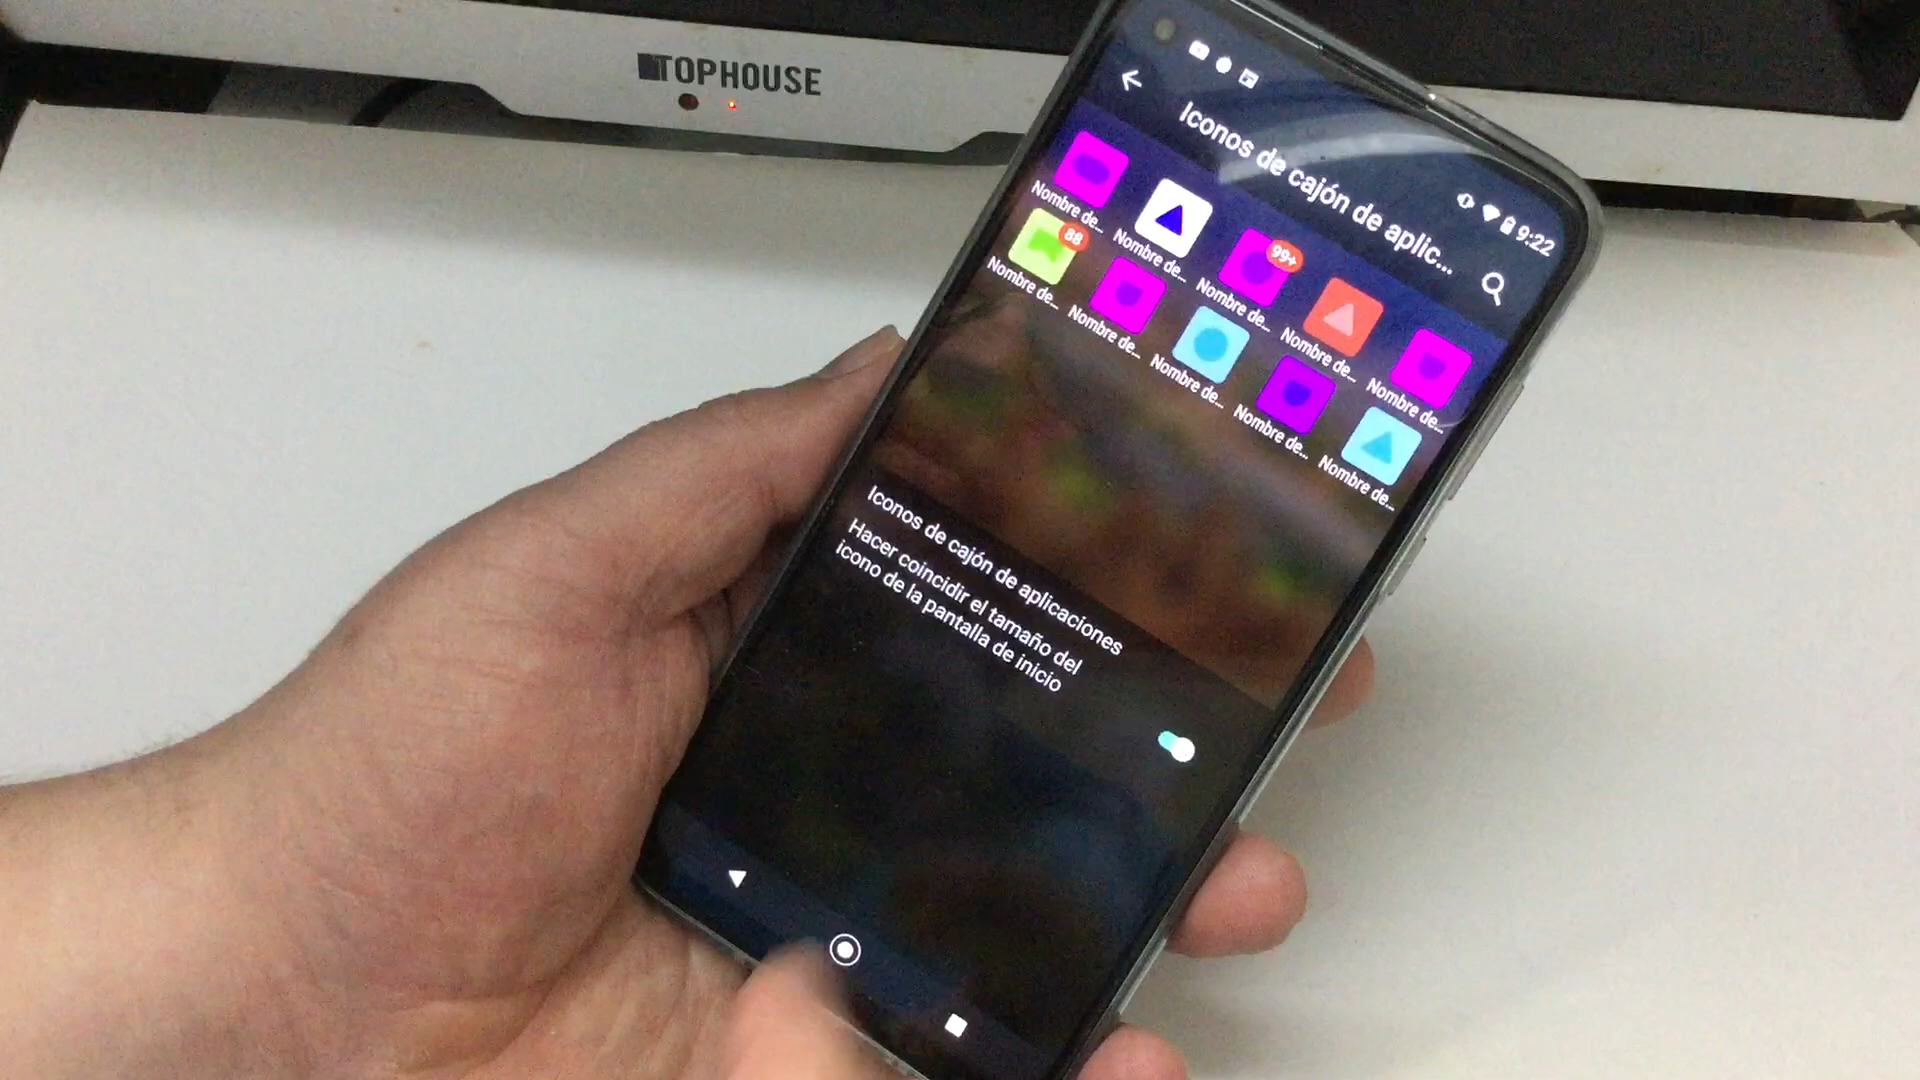 TOPHOUSE
9:22
Iconos de cajón de aplic...
Nombre de...
Nombre de...
99+
Nombre de...
Nombre de...
Nombre de...
88
Nombre de...
Nombre de...
Nombre de...
Nombre de...
Nombre de...
Iconos de cajón de aplicaciones
Hacer coincidir el tamaño del
icono de la pantalla de inicio